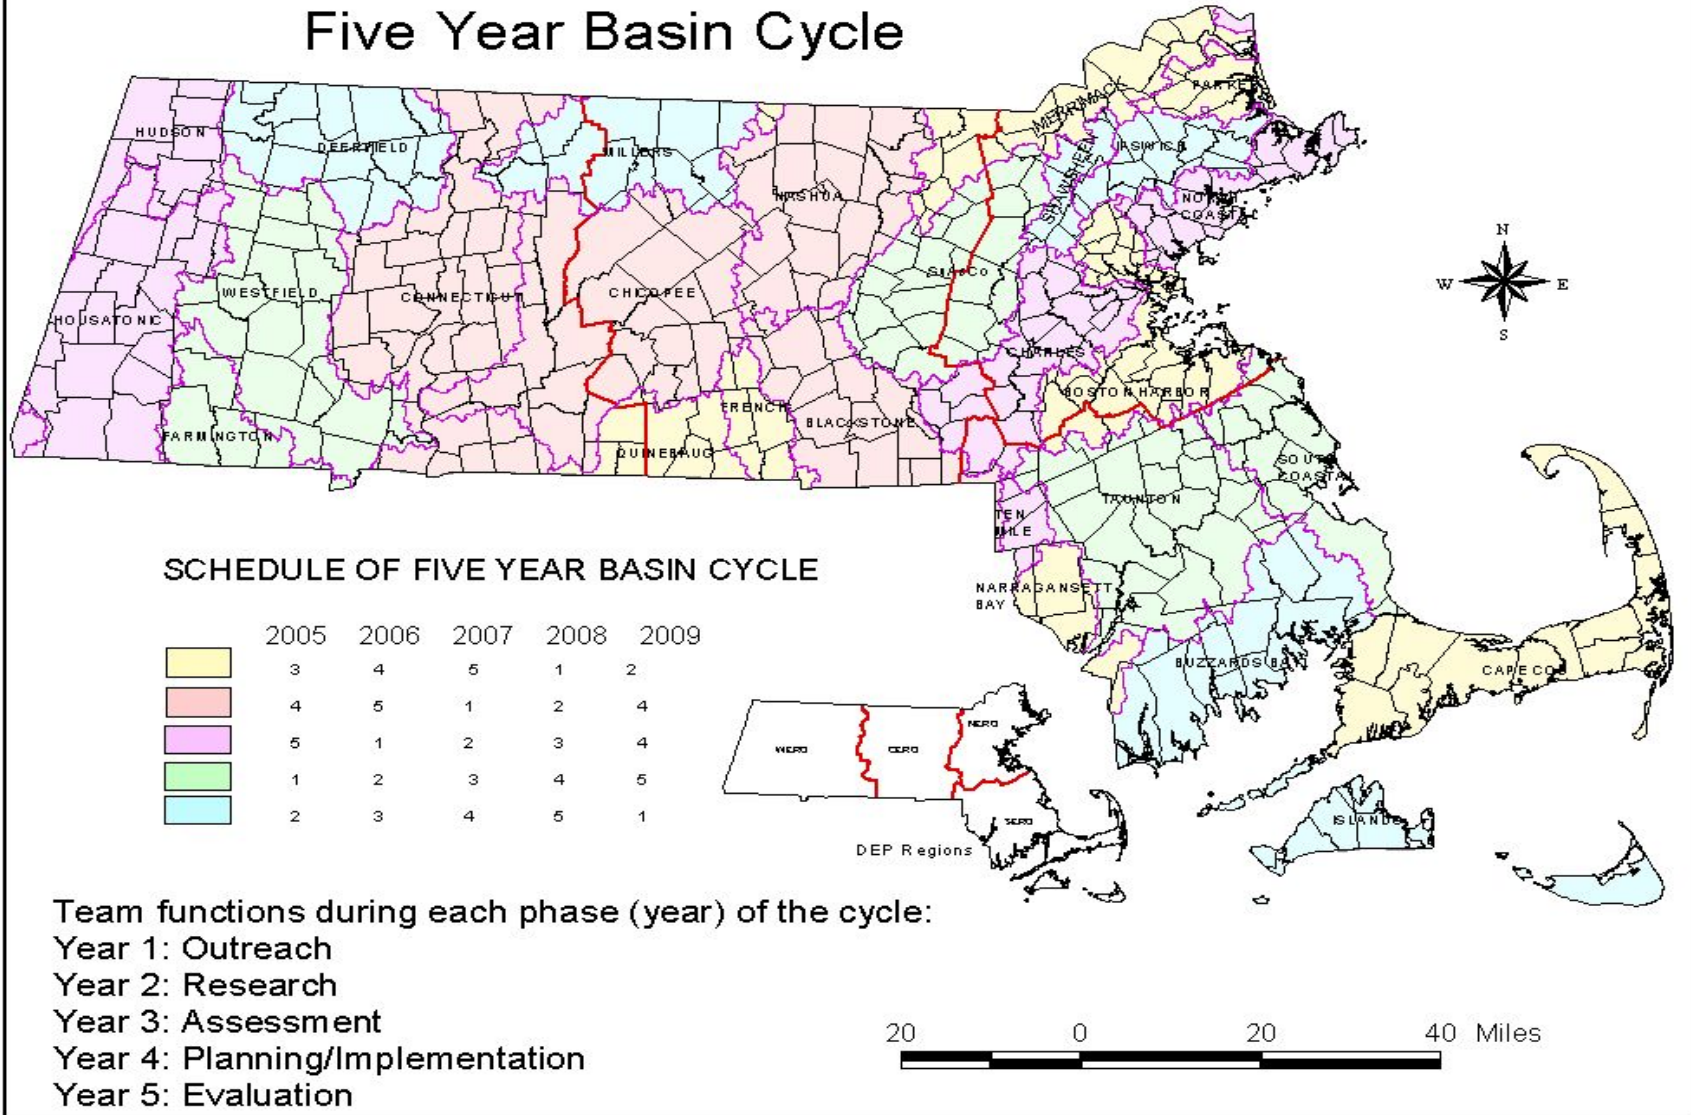 Five Year Basin Cycle
HUDSON
DEERFIELD
MILLERS
NASHUA
MERRIMACK
PARKER
IPSWICH
SHAWSHEEN
NORTH
COASTAL
N
W E
S
HOUSATONIC
WESTFIELD
CONNECTICUT
CHICOPEE
SuAsCo
CHARLES
BOSTON HARBOR
FARMINGTON
QUINEBAUG
FRENCH
BLACKSTONE
SOUTH
COASTAL
TAUNTON
TEN
MILE
NARRAGANSETT
BAY
BUZZARDS BAY
CAPE COD
ISLANDS
SCHEDULE OF FIVE YEAR BASIN CYCLE
2005 2006 2007 2008 2009
3 4 5 1 2
4 5 1 2 4
5 1 2 3 4
1 2 3 4 5
2 3 4 5 1
WERO
CERO
NERO
SERO
DEP Regions
Team functions during each phase (year) of the cycle:
Year 1: Outreach
Year 2: Research
Year 3: Assessment
Year 4: Planning/Implementation
Year 5: Evaluation
20 0 20 40 Miles